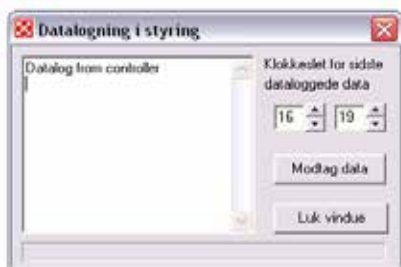 Datalogning i styring
Datalog from controller
Klokkeslet for sidste
dataloggede data
16 19
Modtag data
Luk vindue